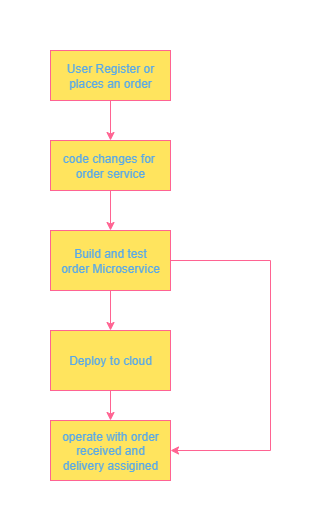 User Register or
places an order
code changes for
order service
Build and test
order Microservice
Deploy to cloud
operate with order
received and
delivery assigined